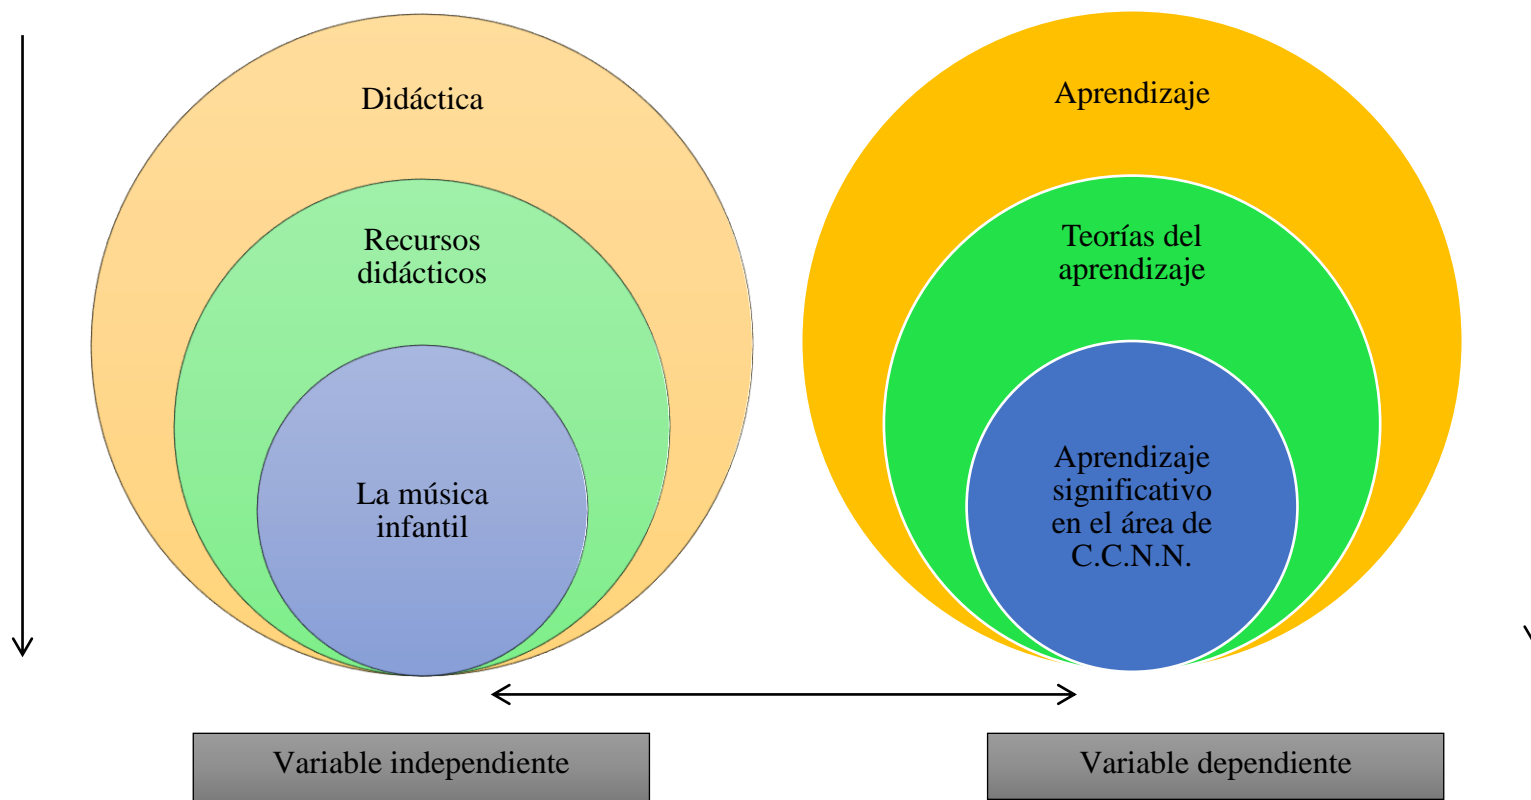 Didáctica
Recursos
didácticos
La música
infantil
Aprendizaje
Teorías del
aprendizaje
Aprendizaje
significativo
en el área de
C.C.N.N.
Variable independiente
Variable dependiente